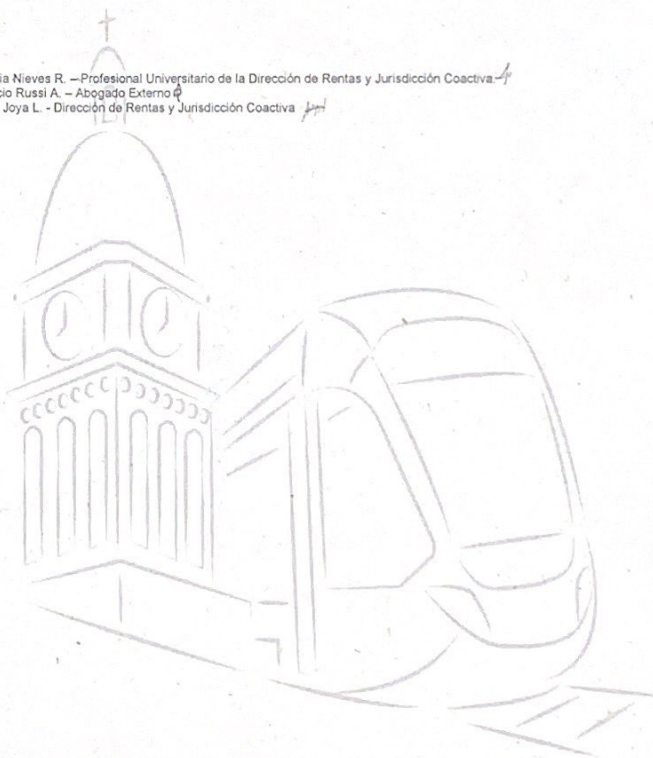 ia Nieves R. –Profesional Universitario de la Dirección de Rentas y Jurisdicción Coactiva.
cio Russi A. – Abogado Externo
Joya L. - Dirección de Rentas y Jurisdicción Coactiva